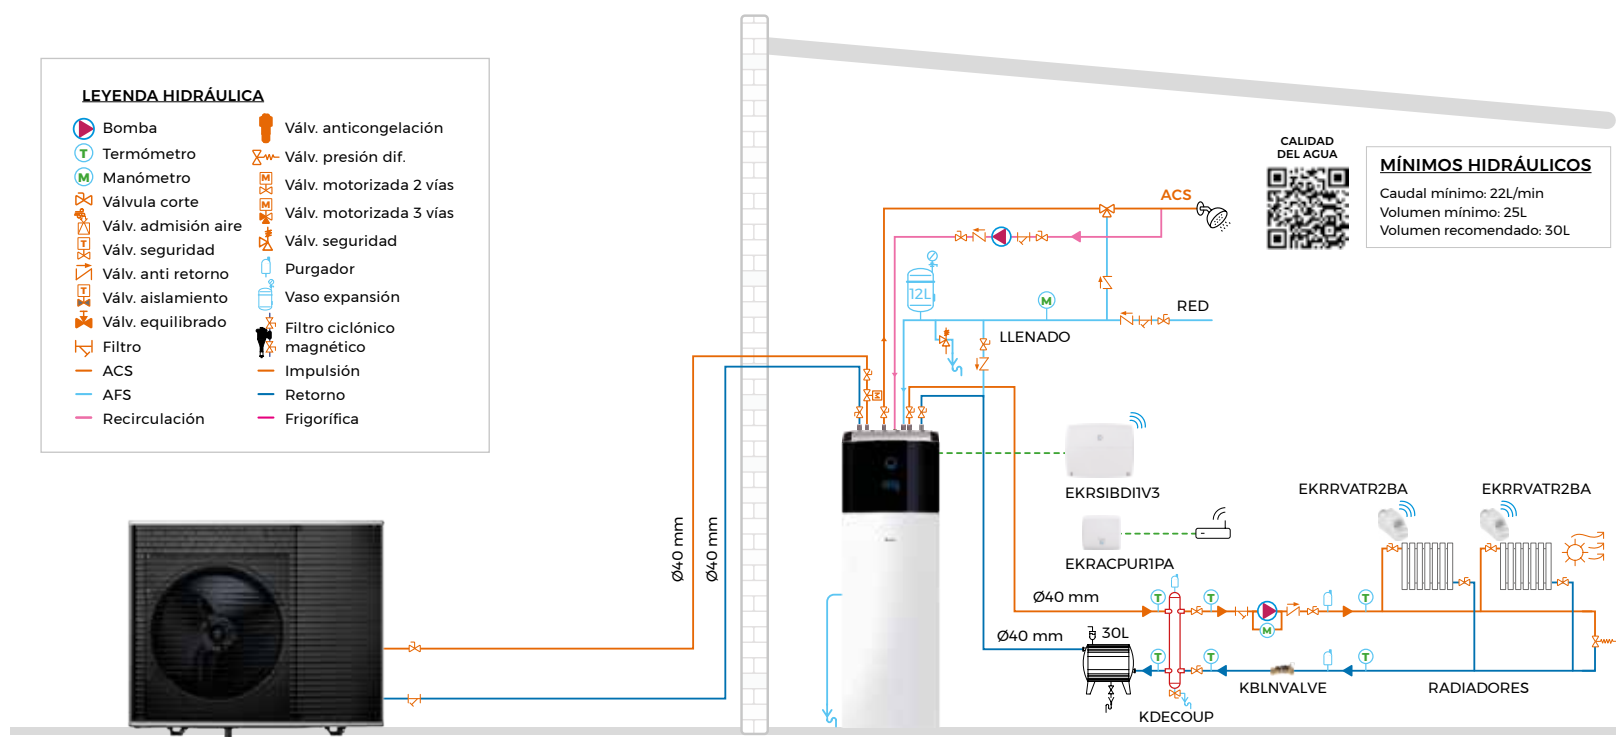 LEYENDA HIDRÁULICA
Bomba
Termómetro
Manómetro
Válvula corte
Válv. admisión aire
Válv. seguridad
Válv. anti retorno
Válv. aislamiento
Válv. equilibrado
Filtro
ACS
AFS
Recirculación
Válv. anticongelación
Válv. presión dif.
Válv. motorizada 2 vías
Válv. motorizada 3 vías
Válv. seguridad
Purgador
Vaso expansión
Filtro ciclónico
magnético
Impulsión
Retorno
Frigorífica
T
M
T
T
M
M
CALIDAD
DEL AGUA
MÍNIMOS HIDRÁULICOS
Caudal mínimo: 22L/min
Volumen mínimo: 25L
Volumen recomendado: 30L
ACS
12L
M
RED
LLENADO
M
EKRSIBDI1V3
EKRACPUR1PA
EKRRVATR2BA
EKRRVATR2BA
Ø40 mm
Ø40 mm
Ø40 mm
T
T
T
M
Ø40 mm
30L
T
T
T
KBLNVALVE
RADIADORES
KDECOUP